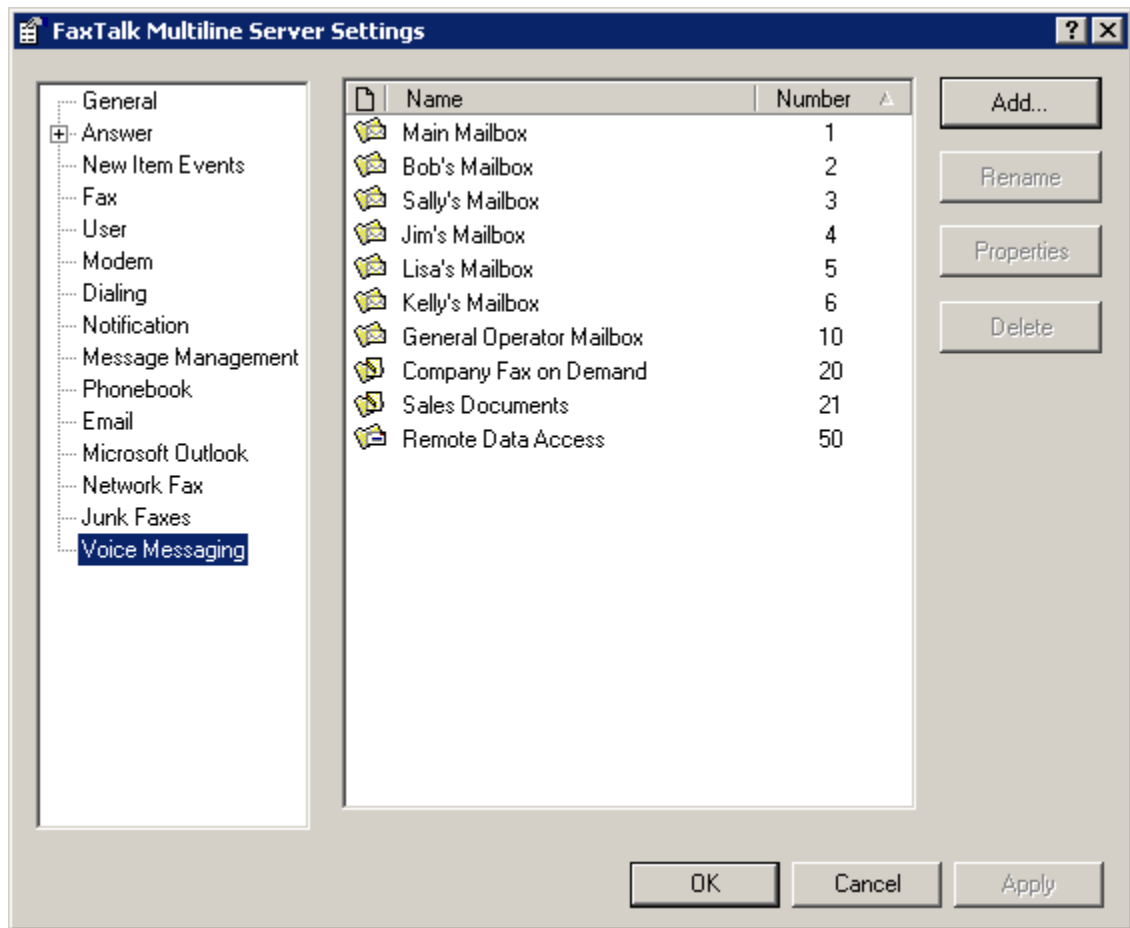 FaxTalk Multiline Server Settings
General
Answer
New Item Events
Fax
User
Modem
Dialing
Notification
Message Management
Phonebook
Email
Microsoft Outlook
Network Fax
Junk Faxes
Voice Messaging
Name Number
Main Mailbox 1
Bob's Mailbox 2
Sally's Mailbox 3
Jim's Mailbox 4
Lisa's Mailbox 5
Kelly's Mailbox 6
General Operator Mailbox 10
Company Fax on Demand 20
Sales Documents 21
Remote Data Access 50
Add...
Rename
Properties
Delete
OK Cancel Apply